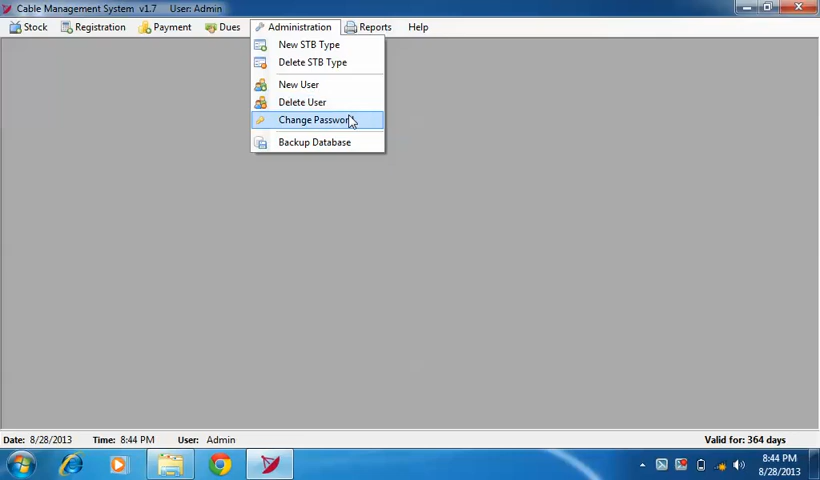 Cable Management System v1.7 User: Admin
Stock Registration Payment Dues Administration Reports Help
New STB Type
Delete STB Type
New User
Delete User
Change Password
Backup Database
Date: 8/28/2013 Time: 8:44 PM User: Admin Valid for: 364 days
8:44 PM
8/28/2013